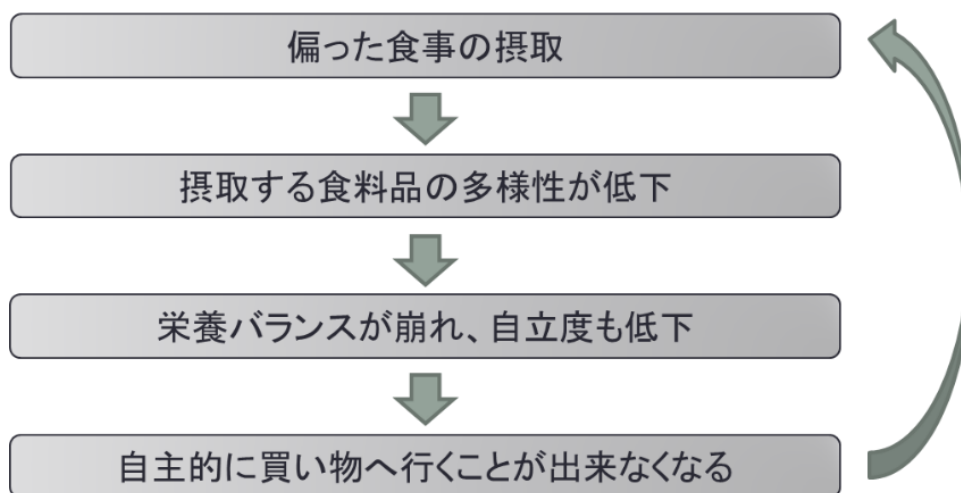 偏った食事の摂取
摂取する食料品の多様性が低下
栄養バランスが崩れ、自立度も低下
自主的に買い物へ行くことが出来なくなる